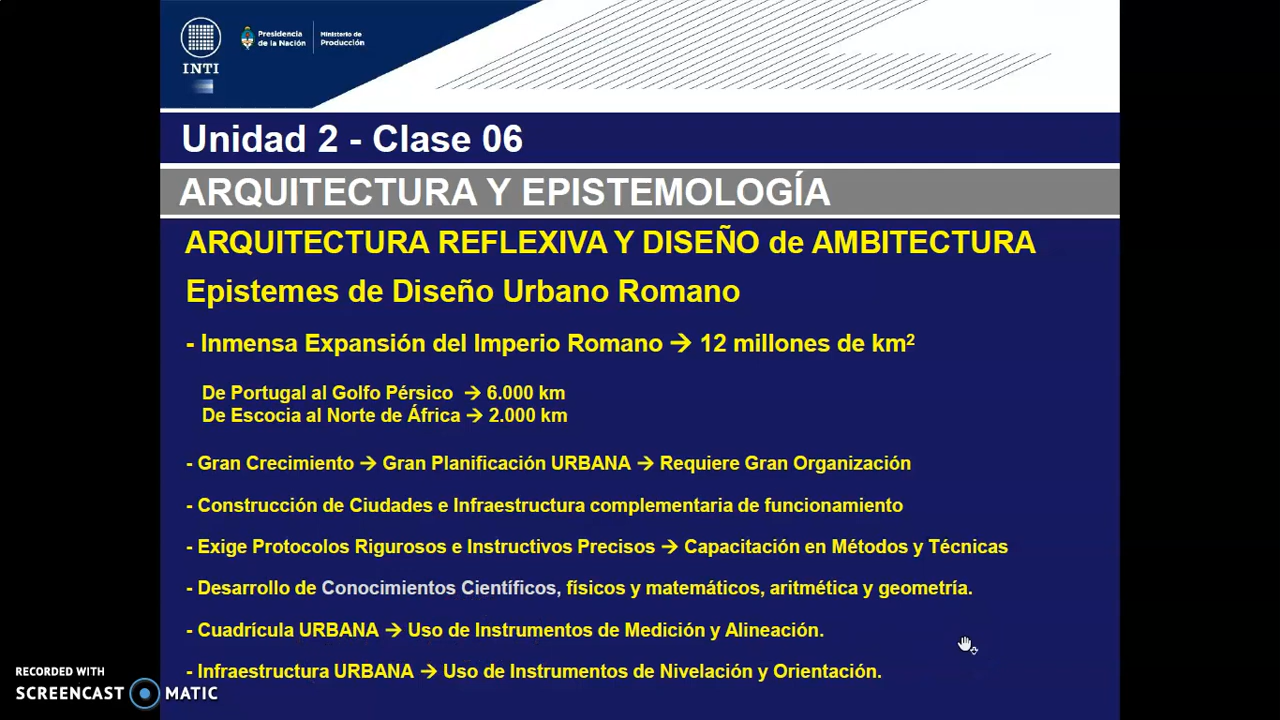 INTI
Presidencia
de la Nación
Ministerio de
Producción
Unidad 2 - Clase 06
ARQUITECTURA Y EPISTEMOLOGÍA
ARQUITECTURA REFLEXIVA Y DISEÑO de AMBITECTURA
Epistemes de Diseño Urbano Romano
- Inmensa Expansión del Imperio Romano → 12 millones de km²
De Portugal al Golfo Pérsico → 6.000 km
De Escocia al Norte de África → 2.000 km
- Gran Crecimiento → Gran Planificación URBANA → Requiere Gran Organización
- Construcción de Ciudades e Infraestructura complementaria de funcionamiento
- Exige Protocolos Rigurosos e Instructivos Precisos → Capacitación en Métodos y Técnicas
- Desarrollo de Conocimientos Científicos, físicos y matemáticos, aritmética y geometría.
- Cuadrícula URBANA → Uso de Instrumentos de Medición y Alineación.
- Infraestructura URBANA → Uso de Instrumentos de Nivelación y Orientación.
RECORDED WITH
SCREENCAST MATIC